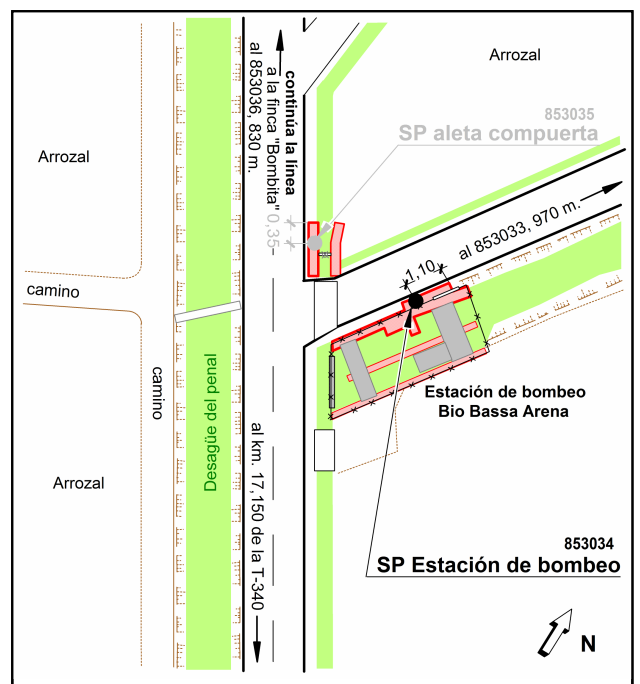 Arrozal
853035
SP aleta compuerta
Arrozal
continúa la línea
a la finca "Bombita"
al 853036, 830 m.
0,35
al 853033, 970 m.
1,10
camino
camino
Desagüe del penal
Estación de bombeo
Bio Bassa Arena
al km. 17,150 de la T-340
Arrozal
853034
SP Estación de bombeo
N